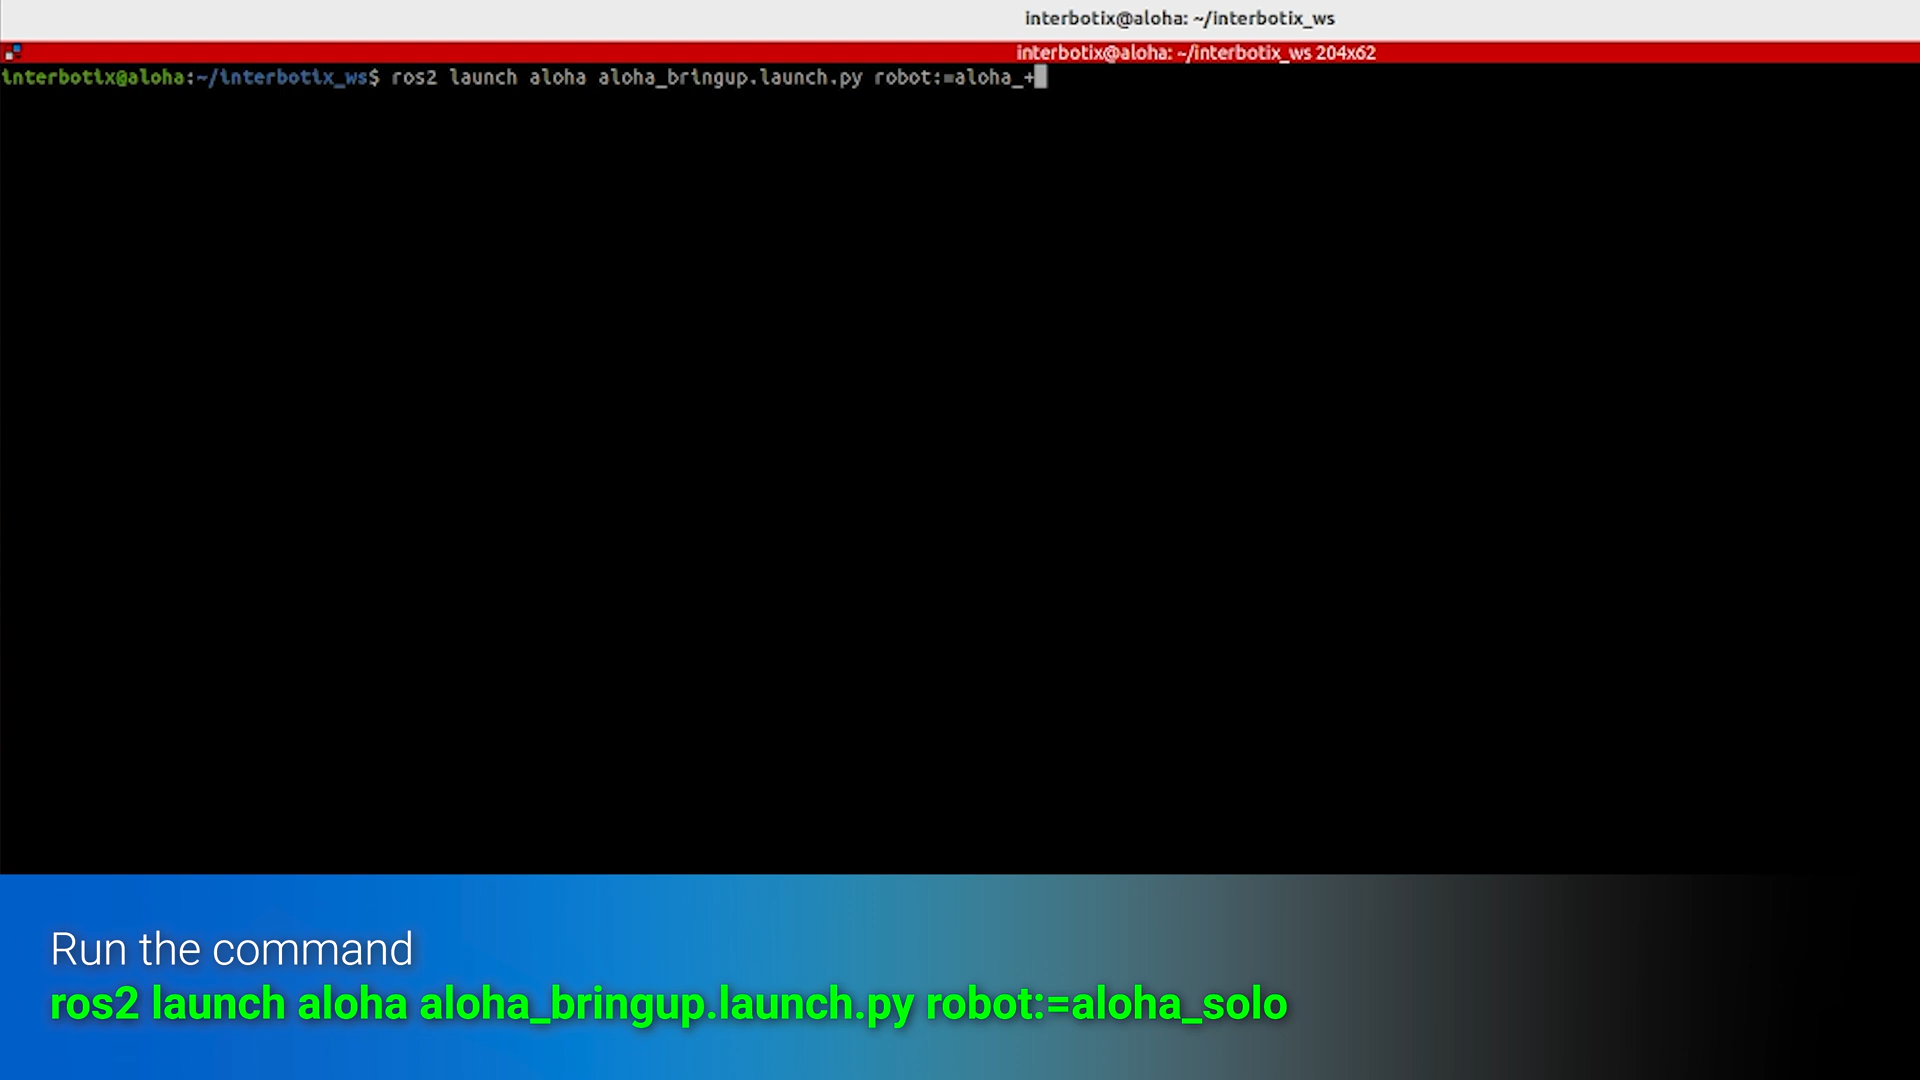 interbotix@aloha: ~/interbotix_ws
interbotix@aloha: ~/interbotix_ws 204x62
interbotix@aloha:~/interbotix_ws$ ros2 launch aloha aloha_bringup.launch.py robot:=aloha_+
Run the command
ros2 launch aloha aloha_bringup.launch.py robot:=aloha_solo